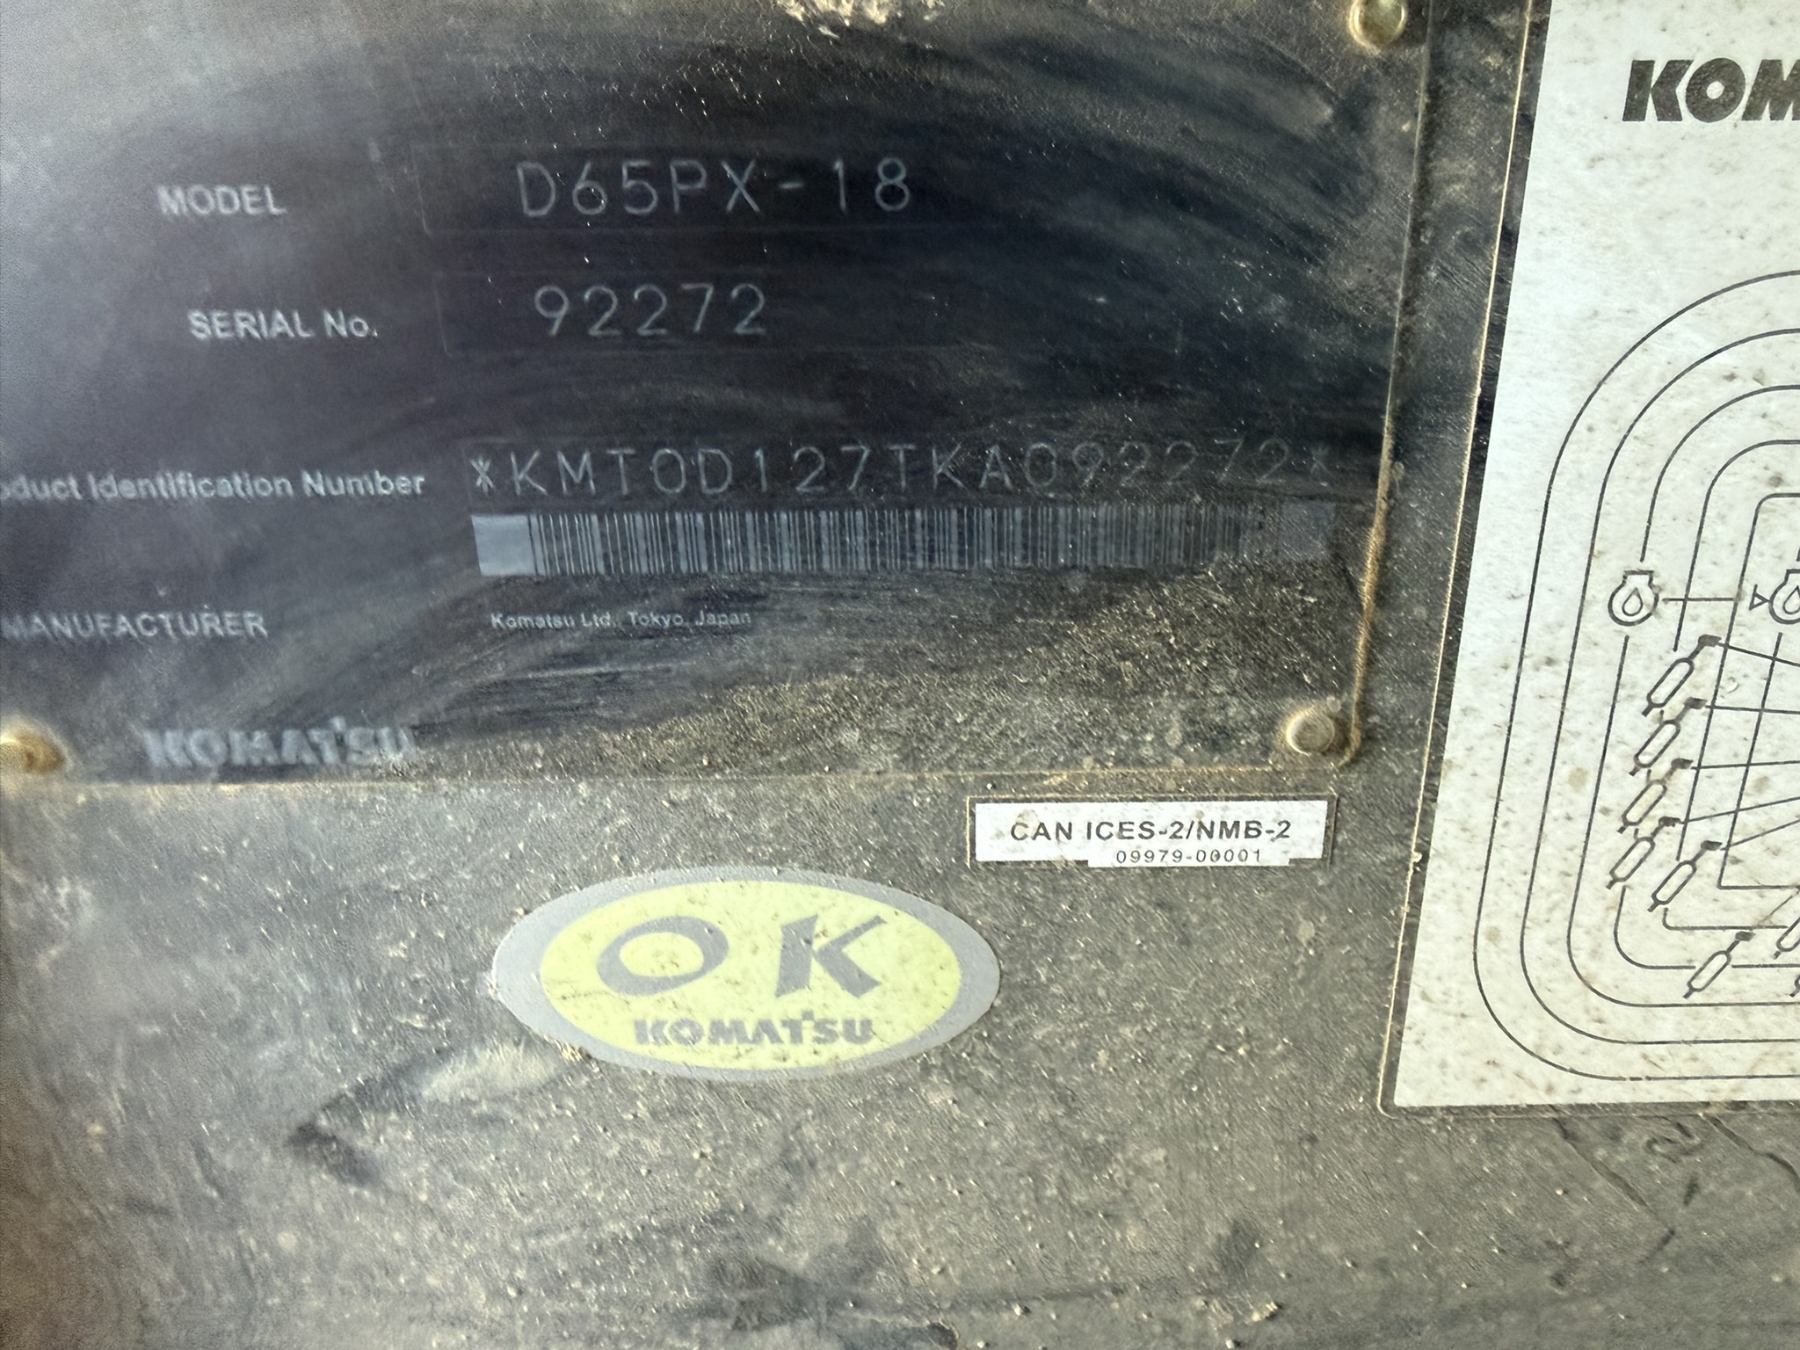 MODEL D65PX-18
SERIAL No. 92272
oduct Identification Number *KMT0D127TKA092272*
MANUFACTURER Komatsu Ltd. Tokyo, Japan
KOMATSU
CAN ICES-2/NMB-2
09979-00001
OK
KOMATSU
KOM